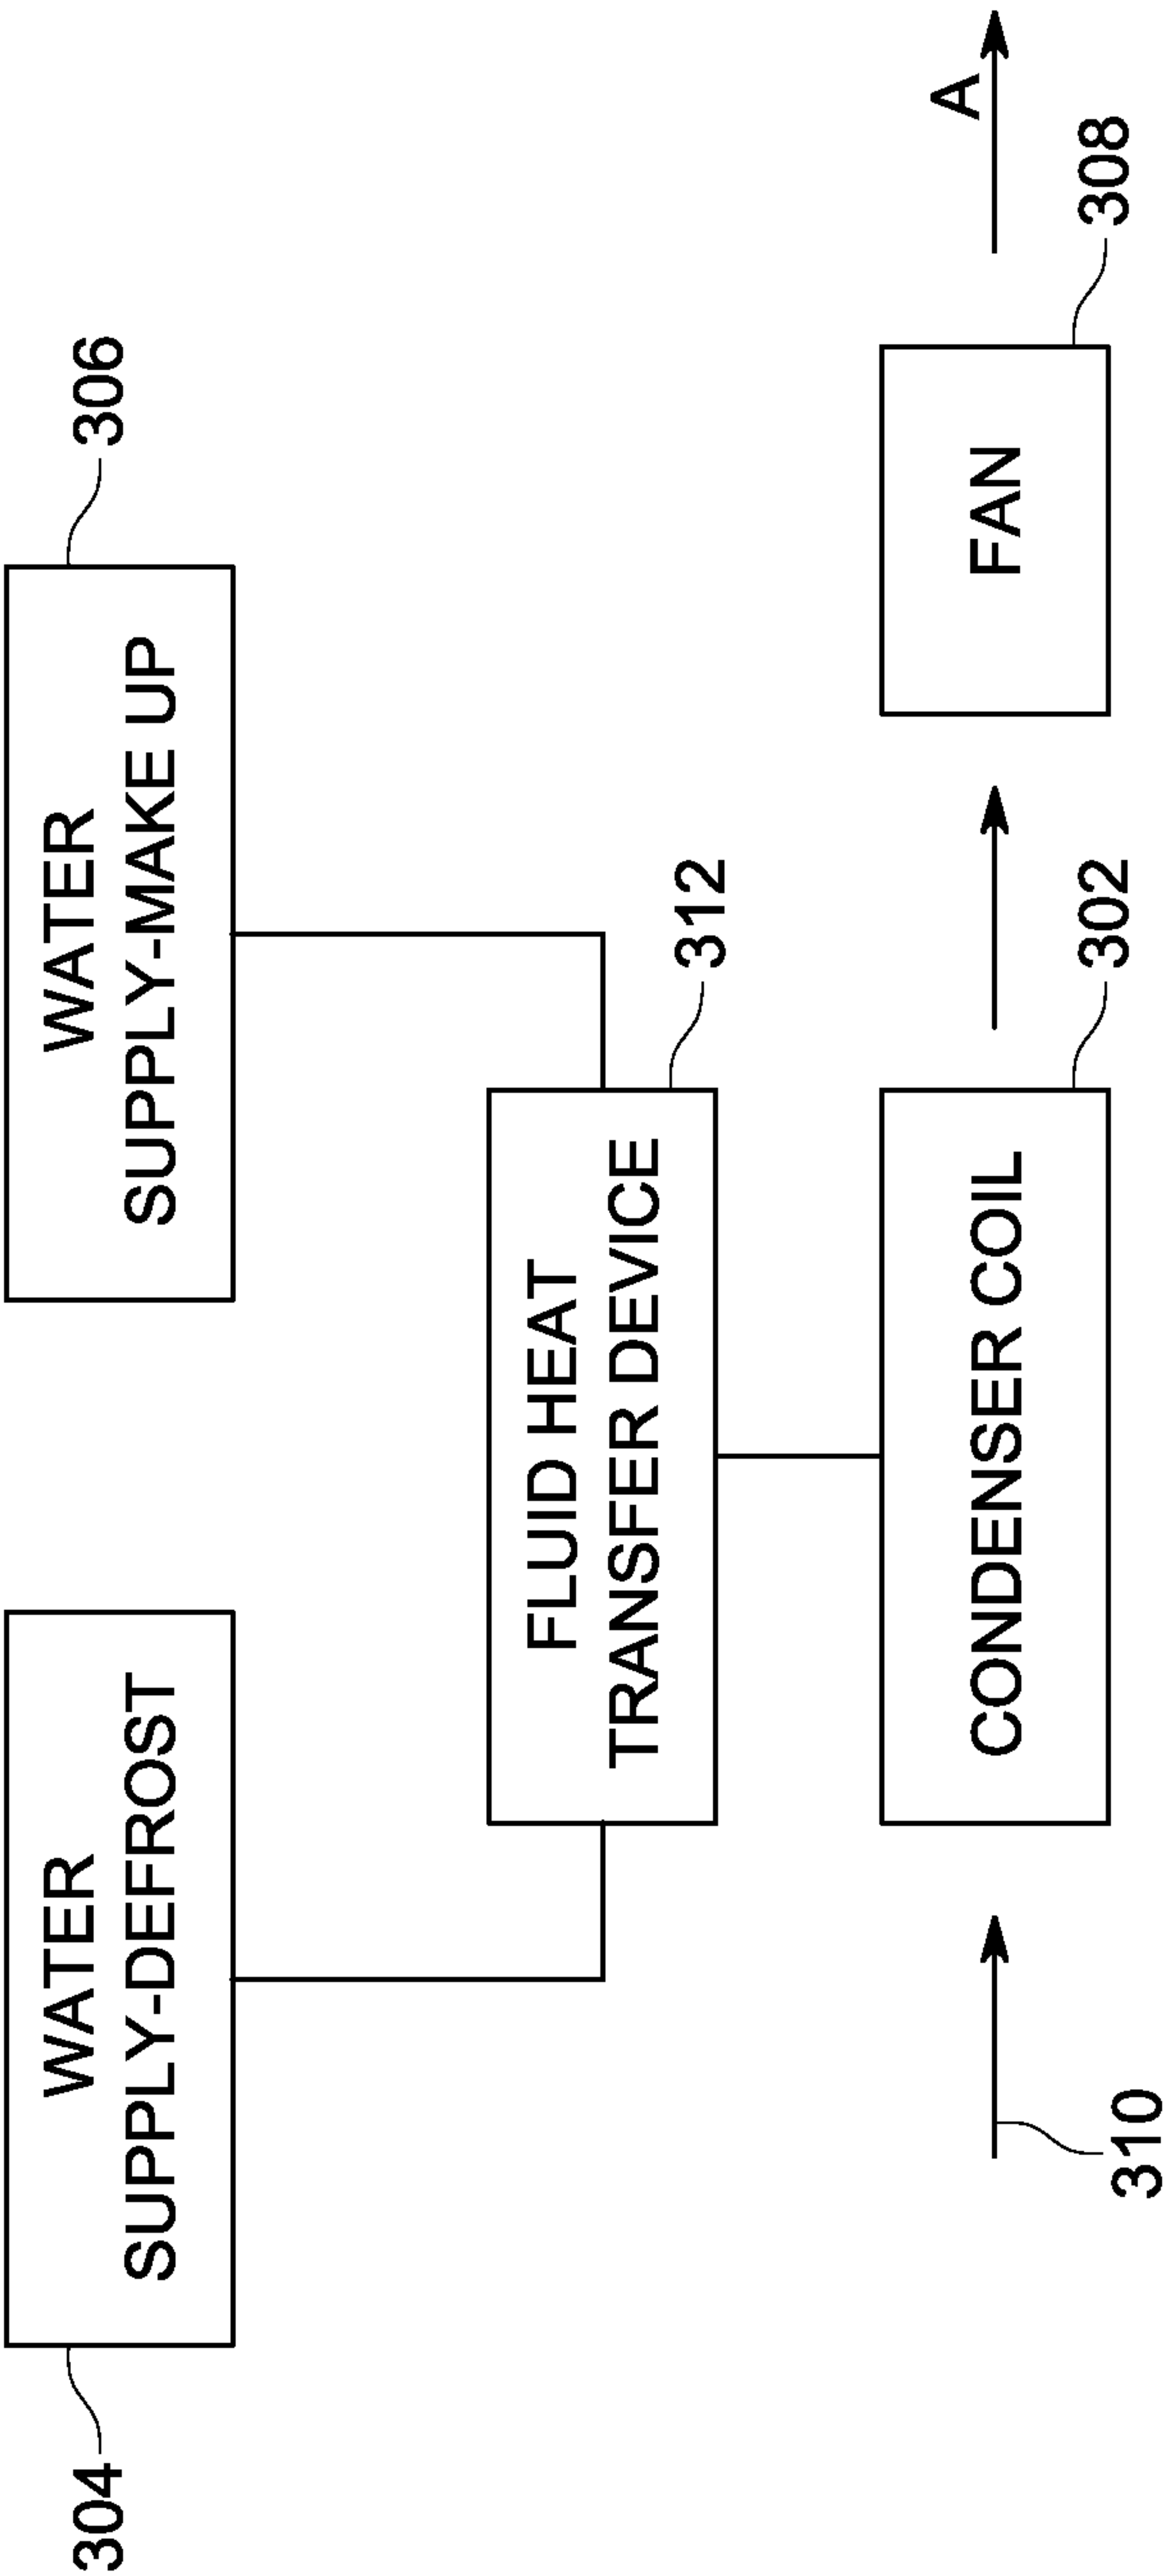 304
WATER
SUPPLY-DEFROST
WATER
SUPPLY-MAKE UP
306
FLUID HEAT
TRANSFER DEVICE
312
310
CONDENSER COIL
302
FAN
308
A